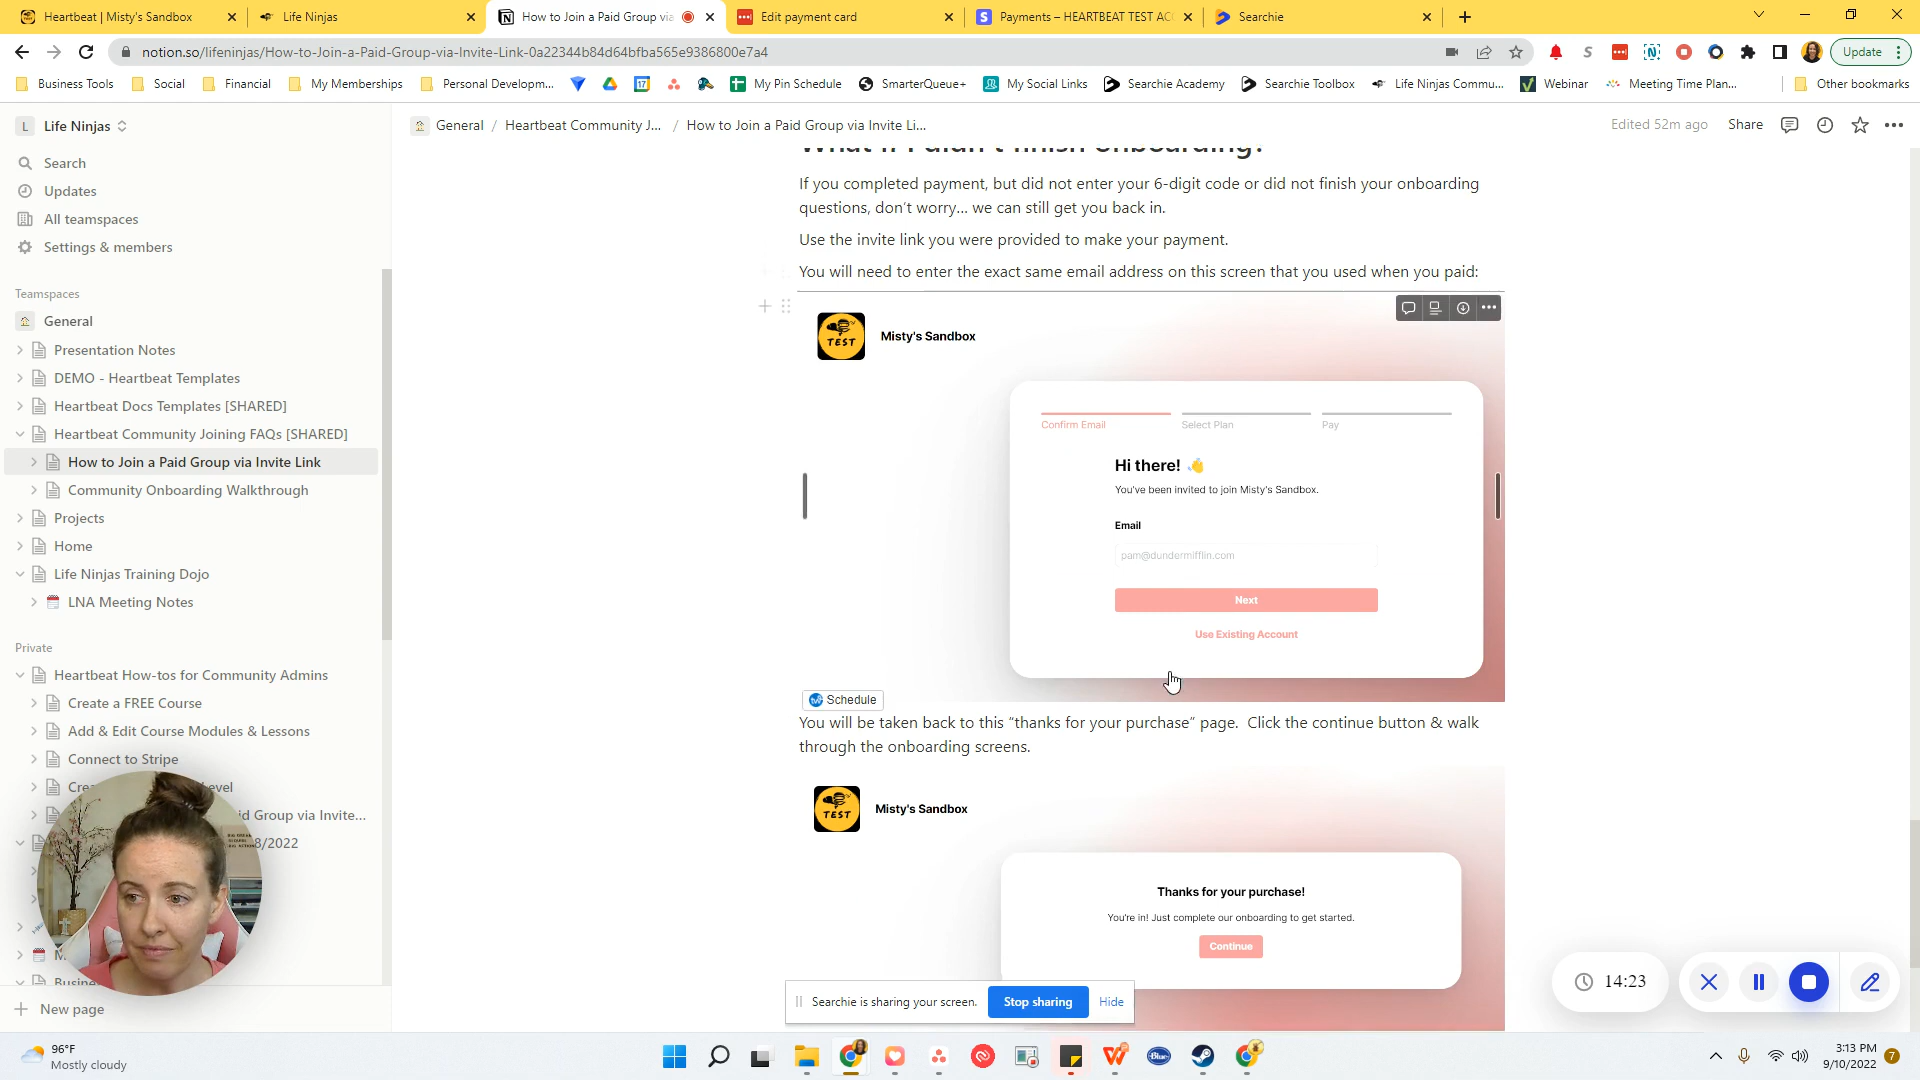 Heartbeat | Misty's Sandbox
Life Ninjas
How to Join a Paid Group via
Edit payment card
Payments – HEARTBEAT TEST ACC
Searchie
notion.so/lifeninjas/How-to-Join-a-Paid-Group-via-Invite-Link-0a22344b84d64bfba565e9386800e7a4
Update
Business Tools
Social
Financial
My Memberships
Personal Developm...
My Pin Schedule
SmarterQueue+
My Social Links
Searchie Academy
Searchie Toolbox
Life Ninjas Commu...
Webinar
Meeting Time Plan...
Other bookmarks
L Life Ninjas
General / Heartbeat Community J... / How to Join a Paid Group via Invite Li...
Edited 52m ago
Share
Search
Updates
All teamspaces
Settings & members
Teamspaces
General
Presentation Notes
DEMO - Heartbeat Templates
Heartbeat Docs Templates [SHARED]
Heartbeat Community Joining FAQs [SHARED]
How to Join a Paid Group via Invite Link
Community Onboarding Walkthrough
Projects
Home
Life Ninjas Training Dojo
LNA Meeting Notes
Private
Heartbeat How-tos for Community Admins
Create a FREE Course
Add & Edit Course Modules & Lessons
Connect to Stripe
Group via Invite...
8/2022
New page
What if I didn't finish Onboarding?
If you completed payment, but did not enter your 6-digit code or did not finish your onboarding
questions, don't worry... we can still get you back in.
Use the invite link you were provided to make your payment.
You will need to enter the exact same email address on this screen that you used when you paid:
TEST
Misty's Sandbox
Confirm Email
Select Plan
Pay
Hi there! 👋
You've been invited to join Misty's Sandbox.
Email
pam@dundermifflin.com
Next
Use Existing Account
Schedule
You will be taken back to this "thanks for your purchase" page. Click the continue button & walk
through the onboarding screens.
TEST
Misty's Sandbox
Thanks for your purchase!
You're in! Just complete our onboarding to get started.
Continue
Searchie is sharing your screen.
Stop sharing
Hide
14:23
96°F
Mostly cloudy
3:13 PM
9/10/2022
7